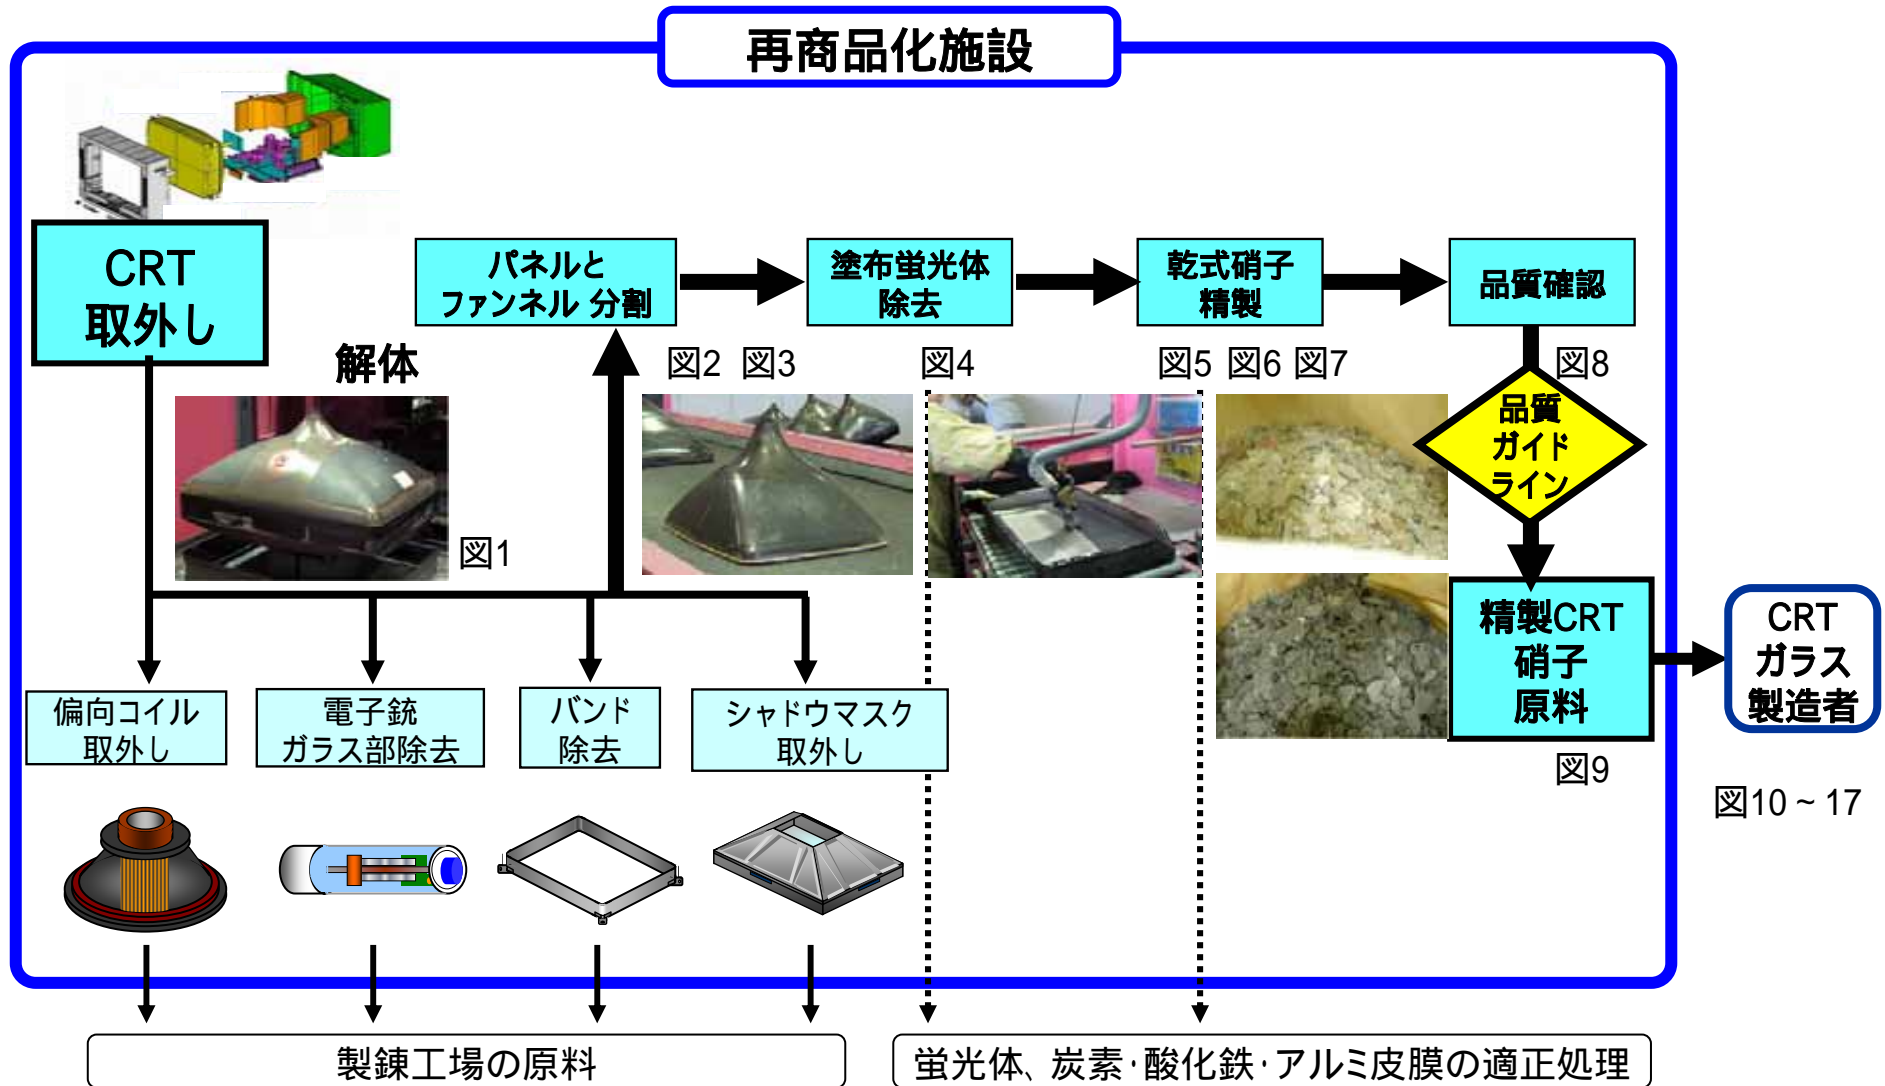 再商品化施設
CRT
取外し
パネルと
ファンネル 分割
塗布蛍光体
除去
乾式硝子
精製
品質確認
解体
図2 図3
図4
図5 図6 図7
図8
品質
ガイド
ライン
図1
精製CRT
硝子
原料
CRT
ガラス
製造者
偏向コイル
取外し
電子銃
ガラス部除去
バンド
除去
シャドウマスク
取外し
図9
図10~17
製錬工場の原料
蛍光体、炭素・酸化鉄・アルミ皮膜の適正処理